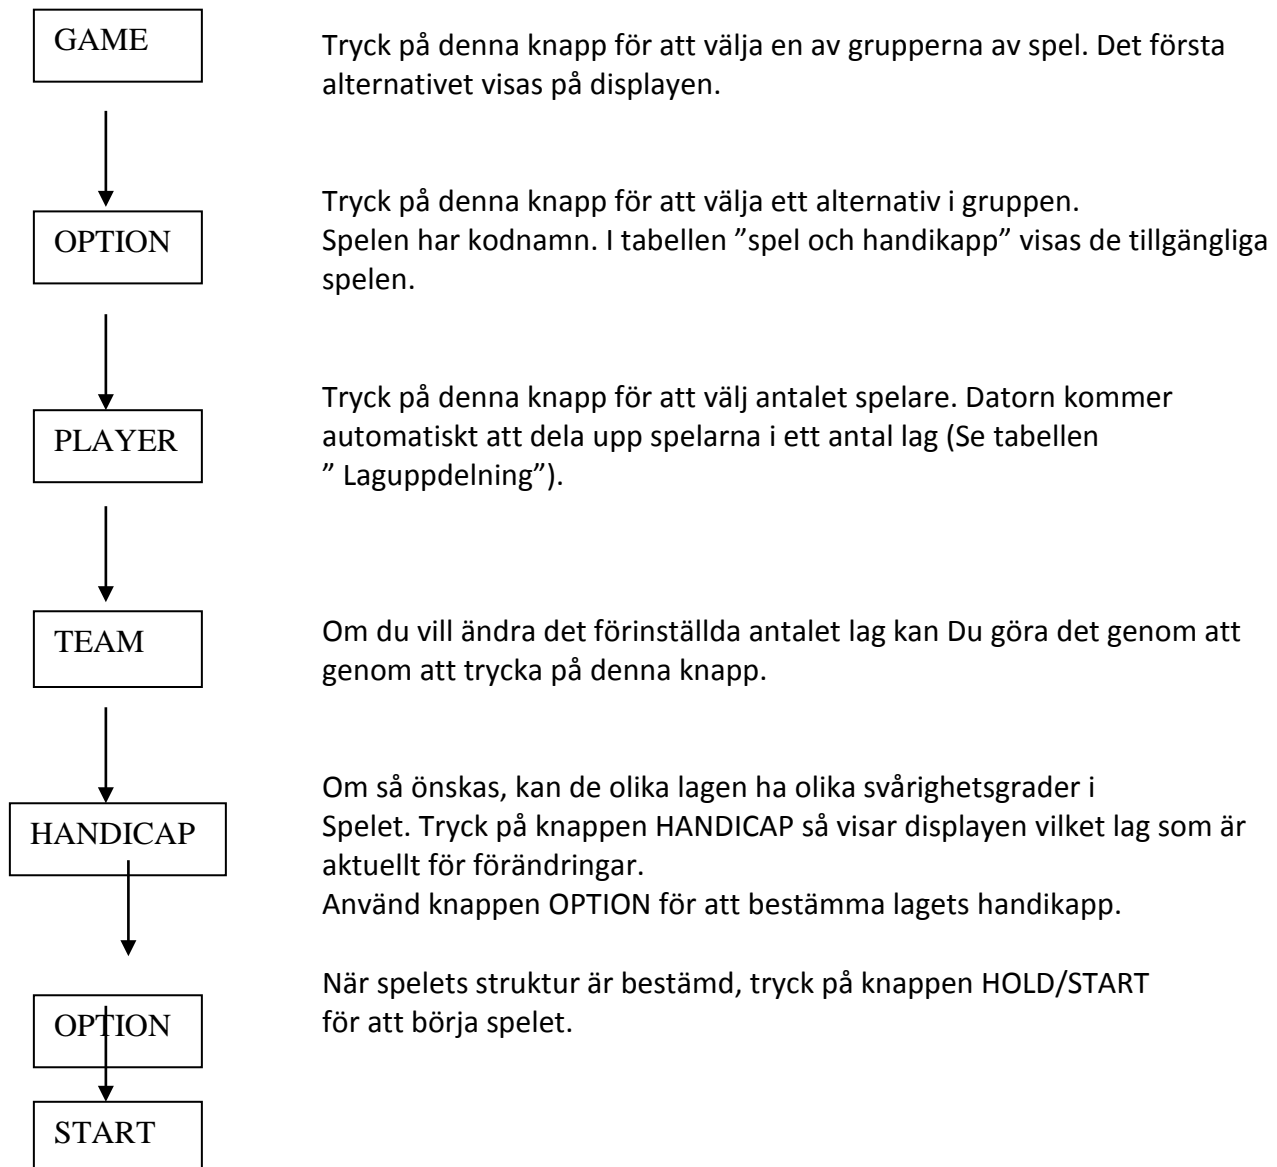 GAME
Tryck på denna knapp för att välja en av grupperna av spel. Det första
alternativet visas på displayen.
OPTION
Tryck på denna knapp för att välja ett alternativ i gruppen.
Spelen har kodnamn. I tabellen ”spel och handikapp” visas de tillgängliga
spelen.
PLAYER
Tryck på denna knapp för att välj antalet spelare. Datorn kommer
automatiskt att dela upp spelarna i ett antal lag (Se tabellen
” Laguppdelning”).
TEAM
Om du vill ändra det förinställda antalet lag kan Du göra det genom att
genom att trycka på denna knapp.
HANDICAP
Om så önskas, kan de olika lagen ha olika svårighetsgrader i
Spelet. Tryck på knappen HANDICAP så visar displayen vilket lag som är
aktuellt för förändringar.
Använd knappen OPTION för att bestämma lagets handikapp.
OPTION
När spelets struktur är bestämd, tryck på knappen HOLD/START
för att börja spelet.
START